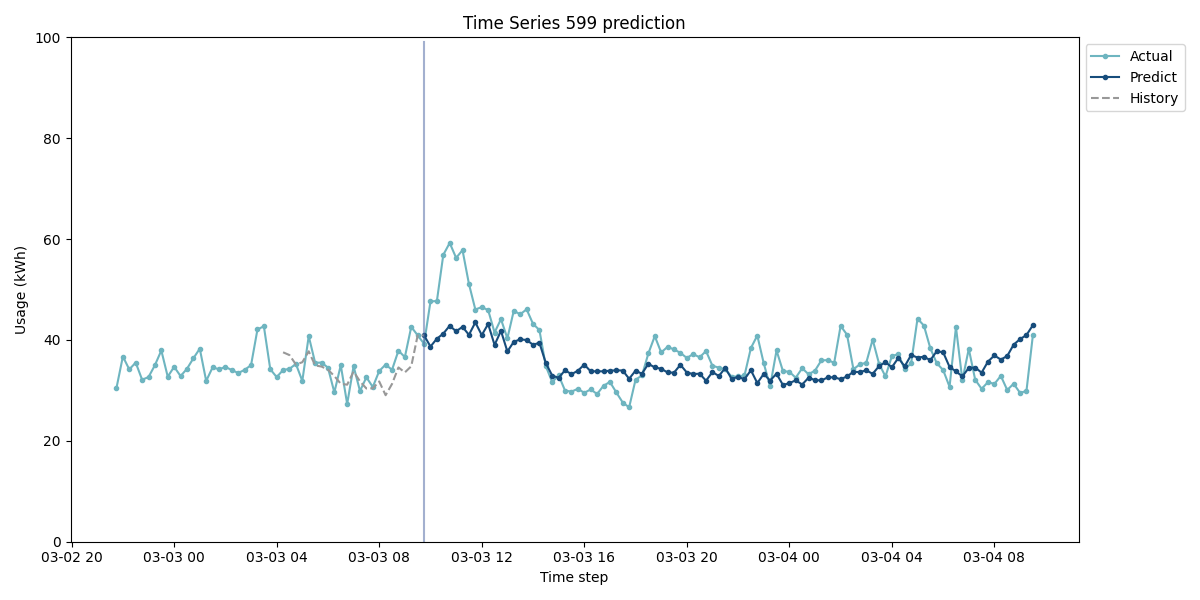 Time Series 599 prediction
Usage (kWh)
100
80
60
40
20
0
03-02 20
03-03 00
03-03 04
03-03 08
03-03 12
03-03 16
03-03 20
03-04 00
03-04 04
03-04 08
Time step
Actual
Predict
History